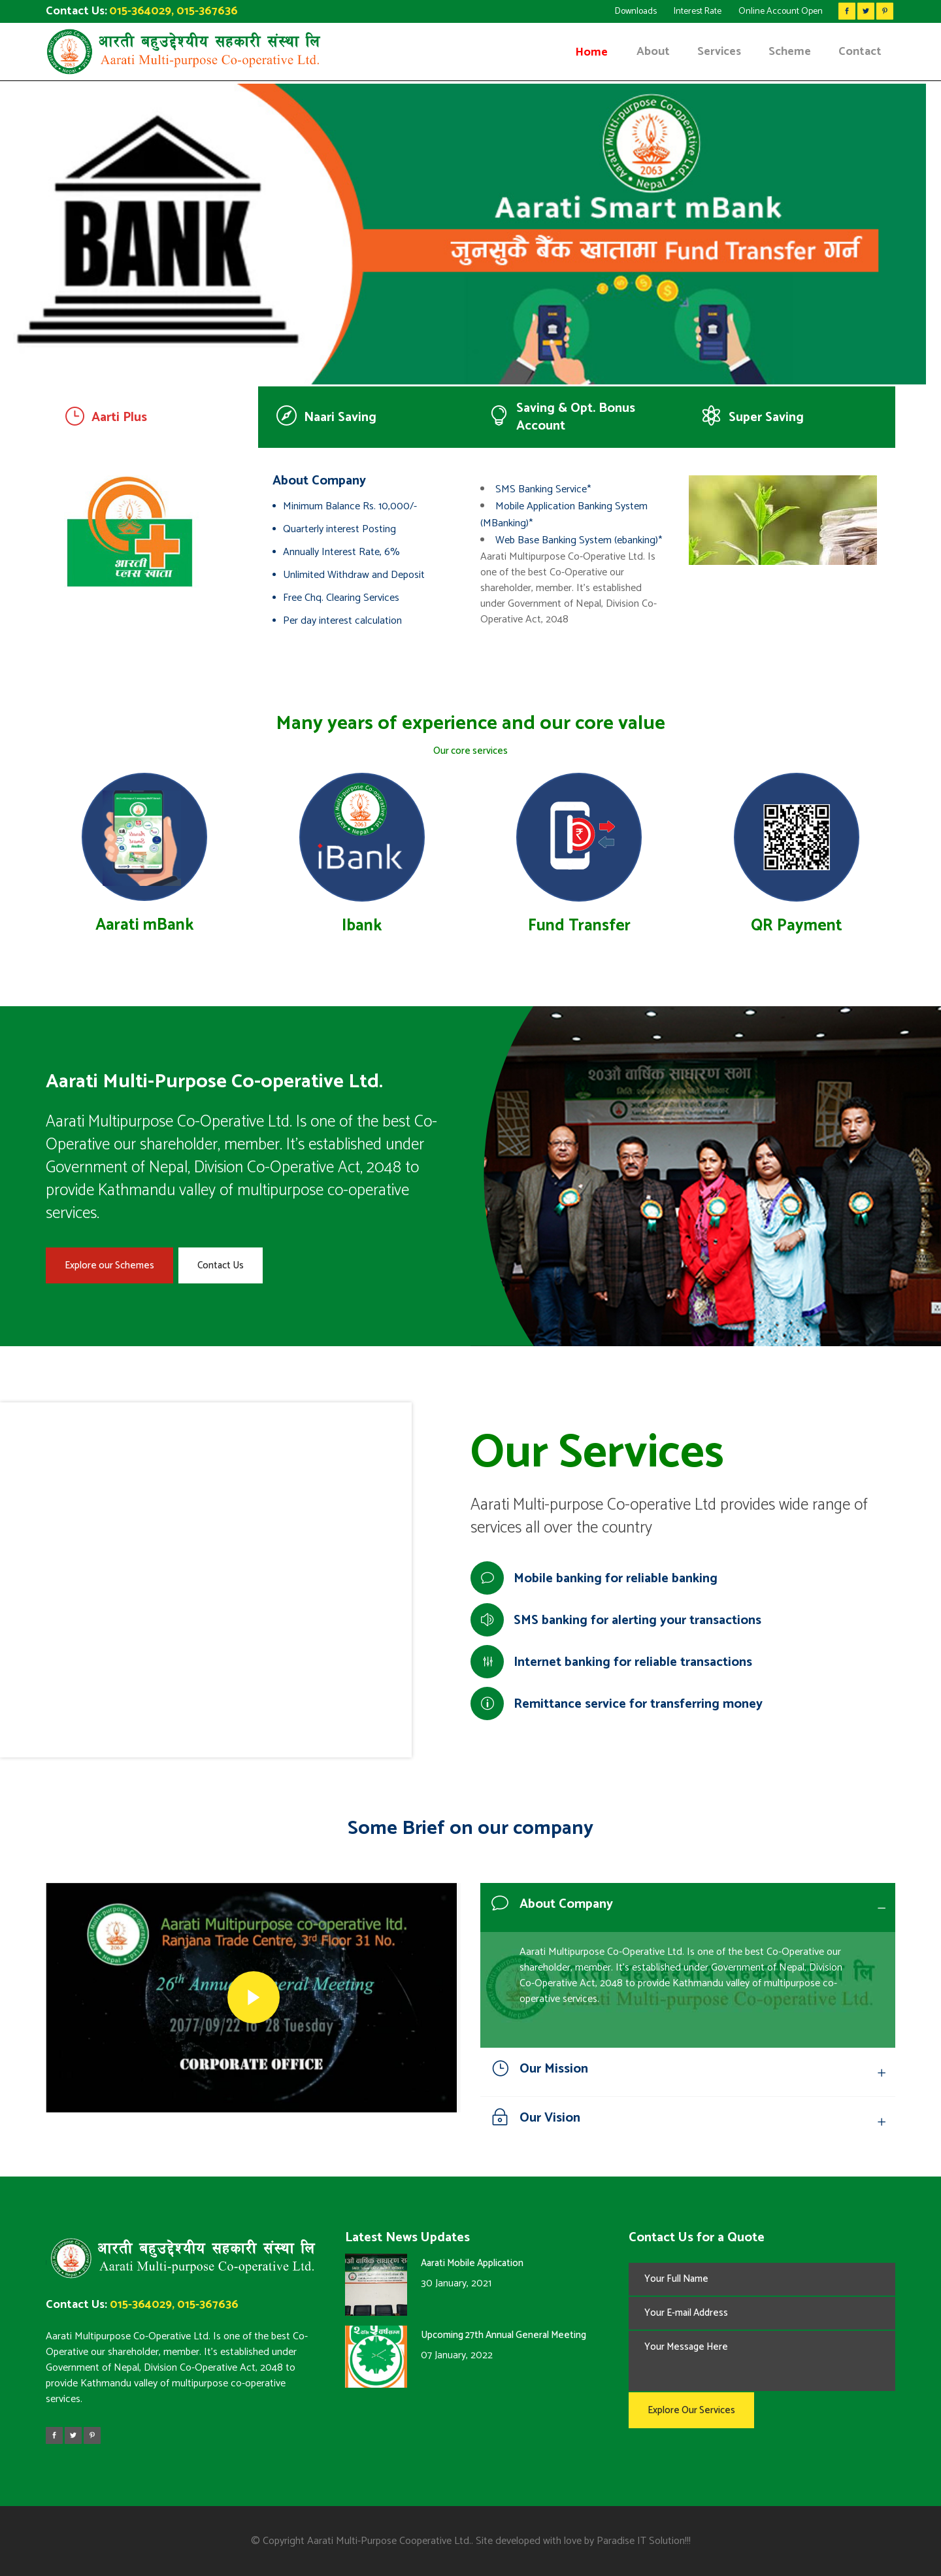 Contact Us: 015-364029, 015-367636
Downloads Interest Rate Online Account Open
आरती बहुउद्देश्यीय सहकारी संस्था लि
Aarati Multi-purpose Co-operative Ltd.
Home About Services Scheme Contact
BANK
Aarati Multi-Purpose Co-operative Ltd.
2063
Nepal
Aarati Smart mBank
जुनसुकै बैंक खातामा Fund Transfer गर्न
Aarti Plus
Naari Saving
Saving & Opt. Bonus
Account
Super Saving
आरती
प्लस खाता
About Company
Minimum Balance Rs. 10,000/-
Quarterly interest Posting
Annually Interest Rate, 6%
Unlimited Withdraw and Deposit
Free Chq. Clearing Services
Per day interest calculation
SMS Banking Service*
Mobile Application Banking System
(MBanking)*
Web Base Banking System (ebanking)*
Aarati Multipurpose Co-Operative Ltd. Is
one of the best Co-Operative our
shareholder, member. It's established
under Government of Nepal, Division Co-
Operative Act, 2048
Many years of experience and our core value
Our core services
iBank
Aarati mBank
Ibank
Fund Transfer
QR Payment
Aarati Multi-Purpose Co-operative Ltd.
Aarati Multipurpose Co-Operative Ltd. Is one of the best Co-
Operative our shareholder, member. It's established under
Government of Nepal, Division Co-Operative Act, 2048 to
provide Kathmandu valley of multipurpose co-operative
services.
Explore our Schemes
Contact Us
२०औं वार्षिक साधारण सभा
Our Services
Aarati Multi-purpose Co-operative Ltd provides wide range of
services all over the country
Mobile banking for reliable banking
SMS banking for alerting your transactions
Internet banking for reliable transactions
Remittance service for transferring money
Some Brief on our company
Aarati Multipurpose co-operative ltd.
Ranjana Trade Centre, 3rd Floor 31 No.
26th Annual General Meeting
2077/09/22 to 28 Tuesday
CORPORATE OFFICE
About Company
Aarati Multipurpose Co-Operative Ltd. Is one of the best Co-Operative our
shareholder, member. It's established under Government of Nepal, Division
Co-Operative Act, 2048 to provide Kathmandu valley of multipurpose co-
operative services.
आरती बहुउद्देश्यीय सहकारी संस्था लि
Aarati Multi-purpose Co-operative Ltd.
Our Mission
Our Vision
आरती बहुउद्देश्यीय सहकारी संस्था लि
Aarati Multi-purpose Co-operative Ltd.
Contact Us: 015-364029, 015-367636
Aarati Multipurpose Co-Operative Ltd. Is one of the best Co-
Operative our shareholder, member. It's established under
Government of Nepal, Division Co-Operative Act, 2048 to
provide Kathmandu valley of multipurpose co-operative
services.
Latest News Updates
Aarati Mobile Application
30 January, 2021
Upcoming 27th Annual General Meeting
07 January, 2022
Contact Us for a Quote
Your Full Name
Your E-mail Address
Your Message Here
Explore Our Services
© Copyright Aarati Multi-Purpose Cooperative Ltd.. Site developed with love by Paradise IT Solution!!!